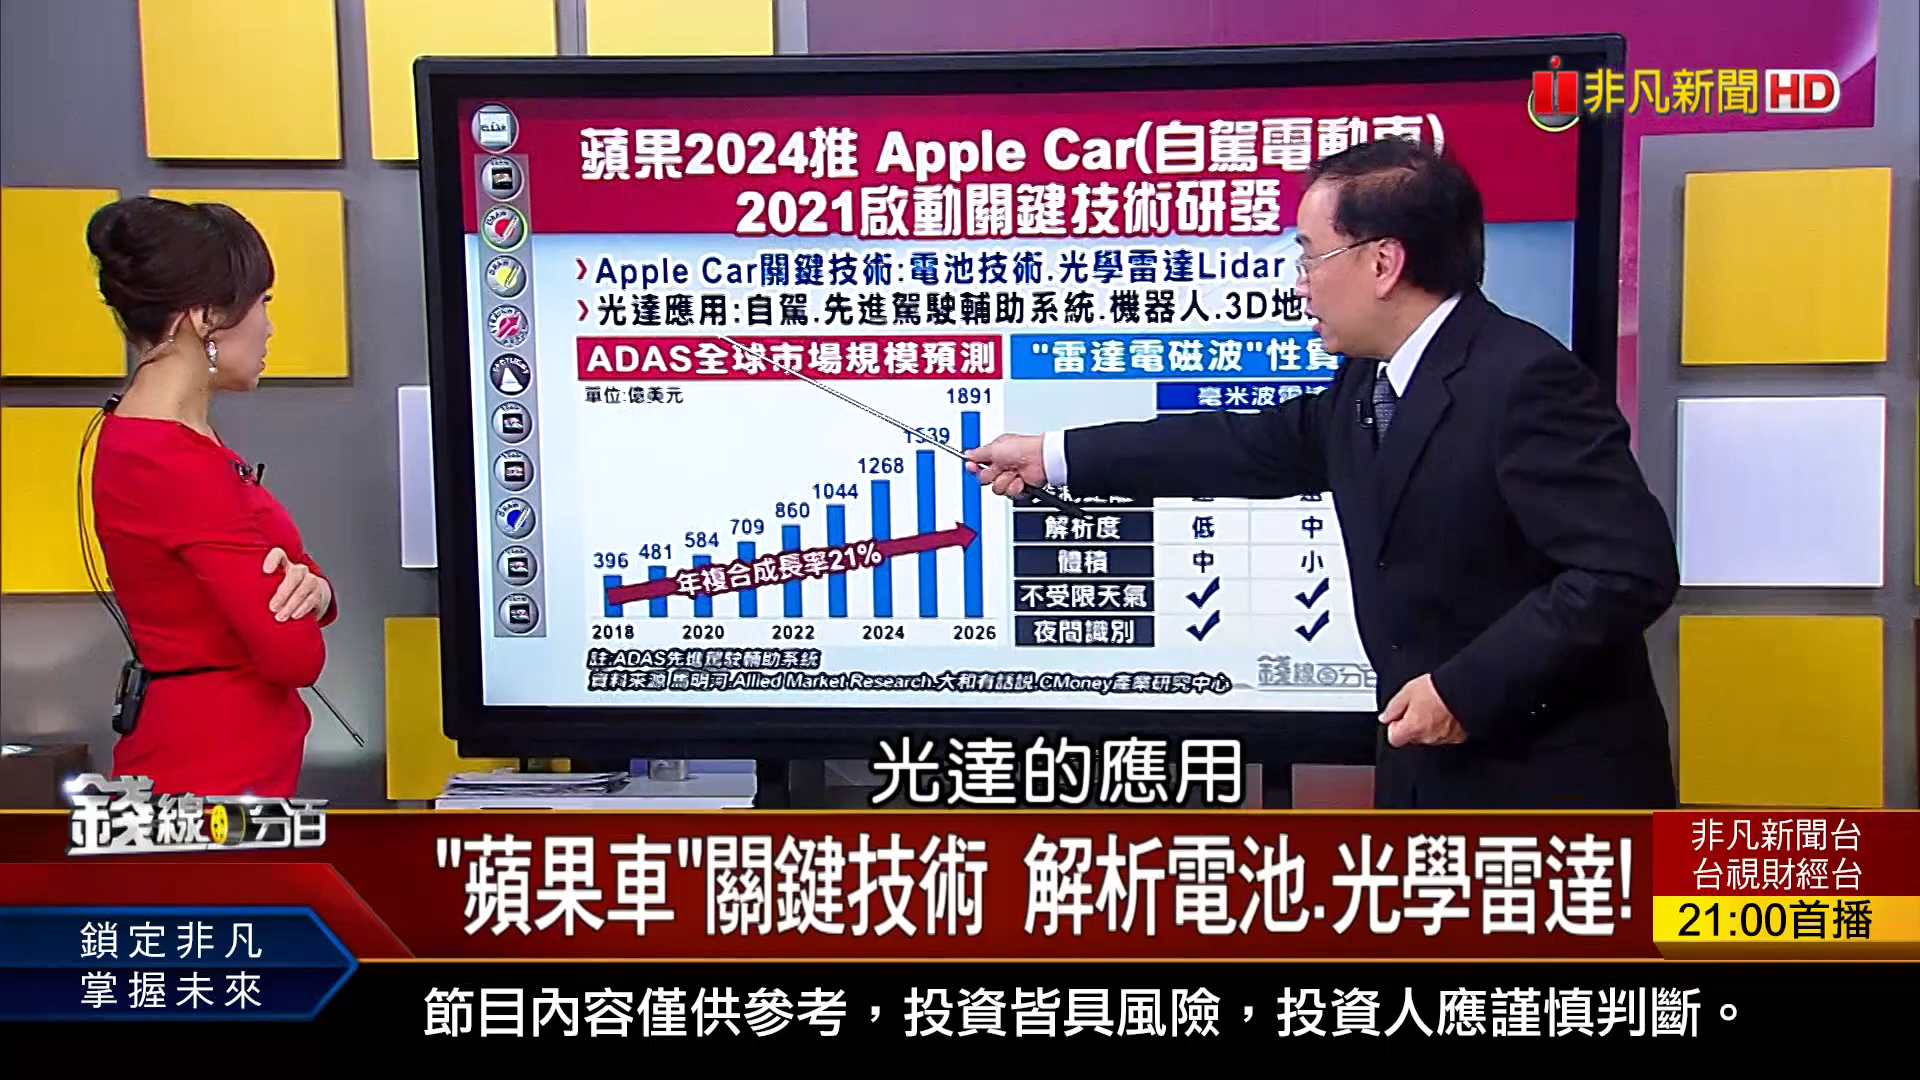 非凡新聞HD
蘋果2024推 Apple Car(自駕電動車)
2021啟動關鍵技術研發
Apple Car關鍵技術:電池技術.光學雷達Lidar
光達應用:自駕.先進駕駛輔助系統.機器人.3D地
ADAS全球市場規模預測
"雷達電磁波"性質
單位:億美元
毫米波雷達
1891
1539
1268
1044
860
709
584
481
396
年複合成長率21%
2018 2020 2022 2024 2026
解析度 低 中
體積 中 小
不受限天氣 ✓ ✓
夜間識別 ✓ ✓
註:ADAS先進駕駛輔助系統
資料來源:馬明河.Allied Market Research.大和有話說.CMoney產業研究中心
錢線百分百
光達的應用
錢線百分百
"蘋果車"關鍵技術 解析電池.光學雷達!
非凡新聞台
台視財經台
21:00首播
鎖定非凡
掌握未來
節目內容僅供參考，投資皆具風險，投資人應謹慎判斷。